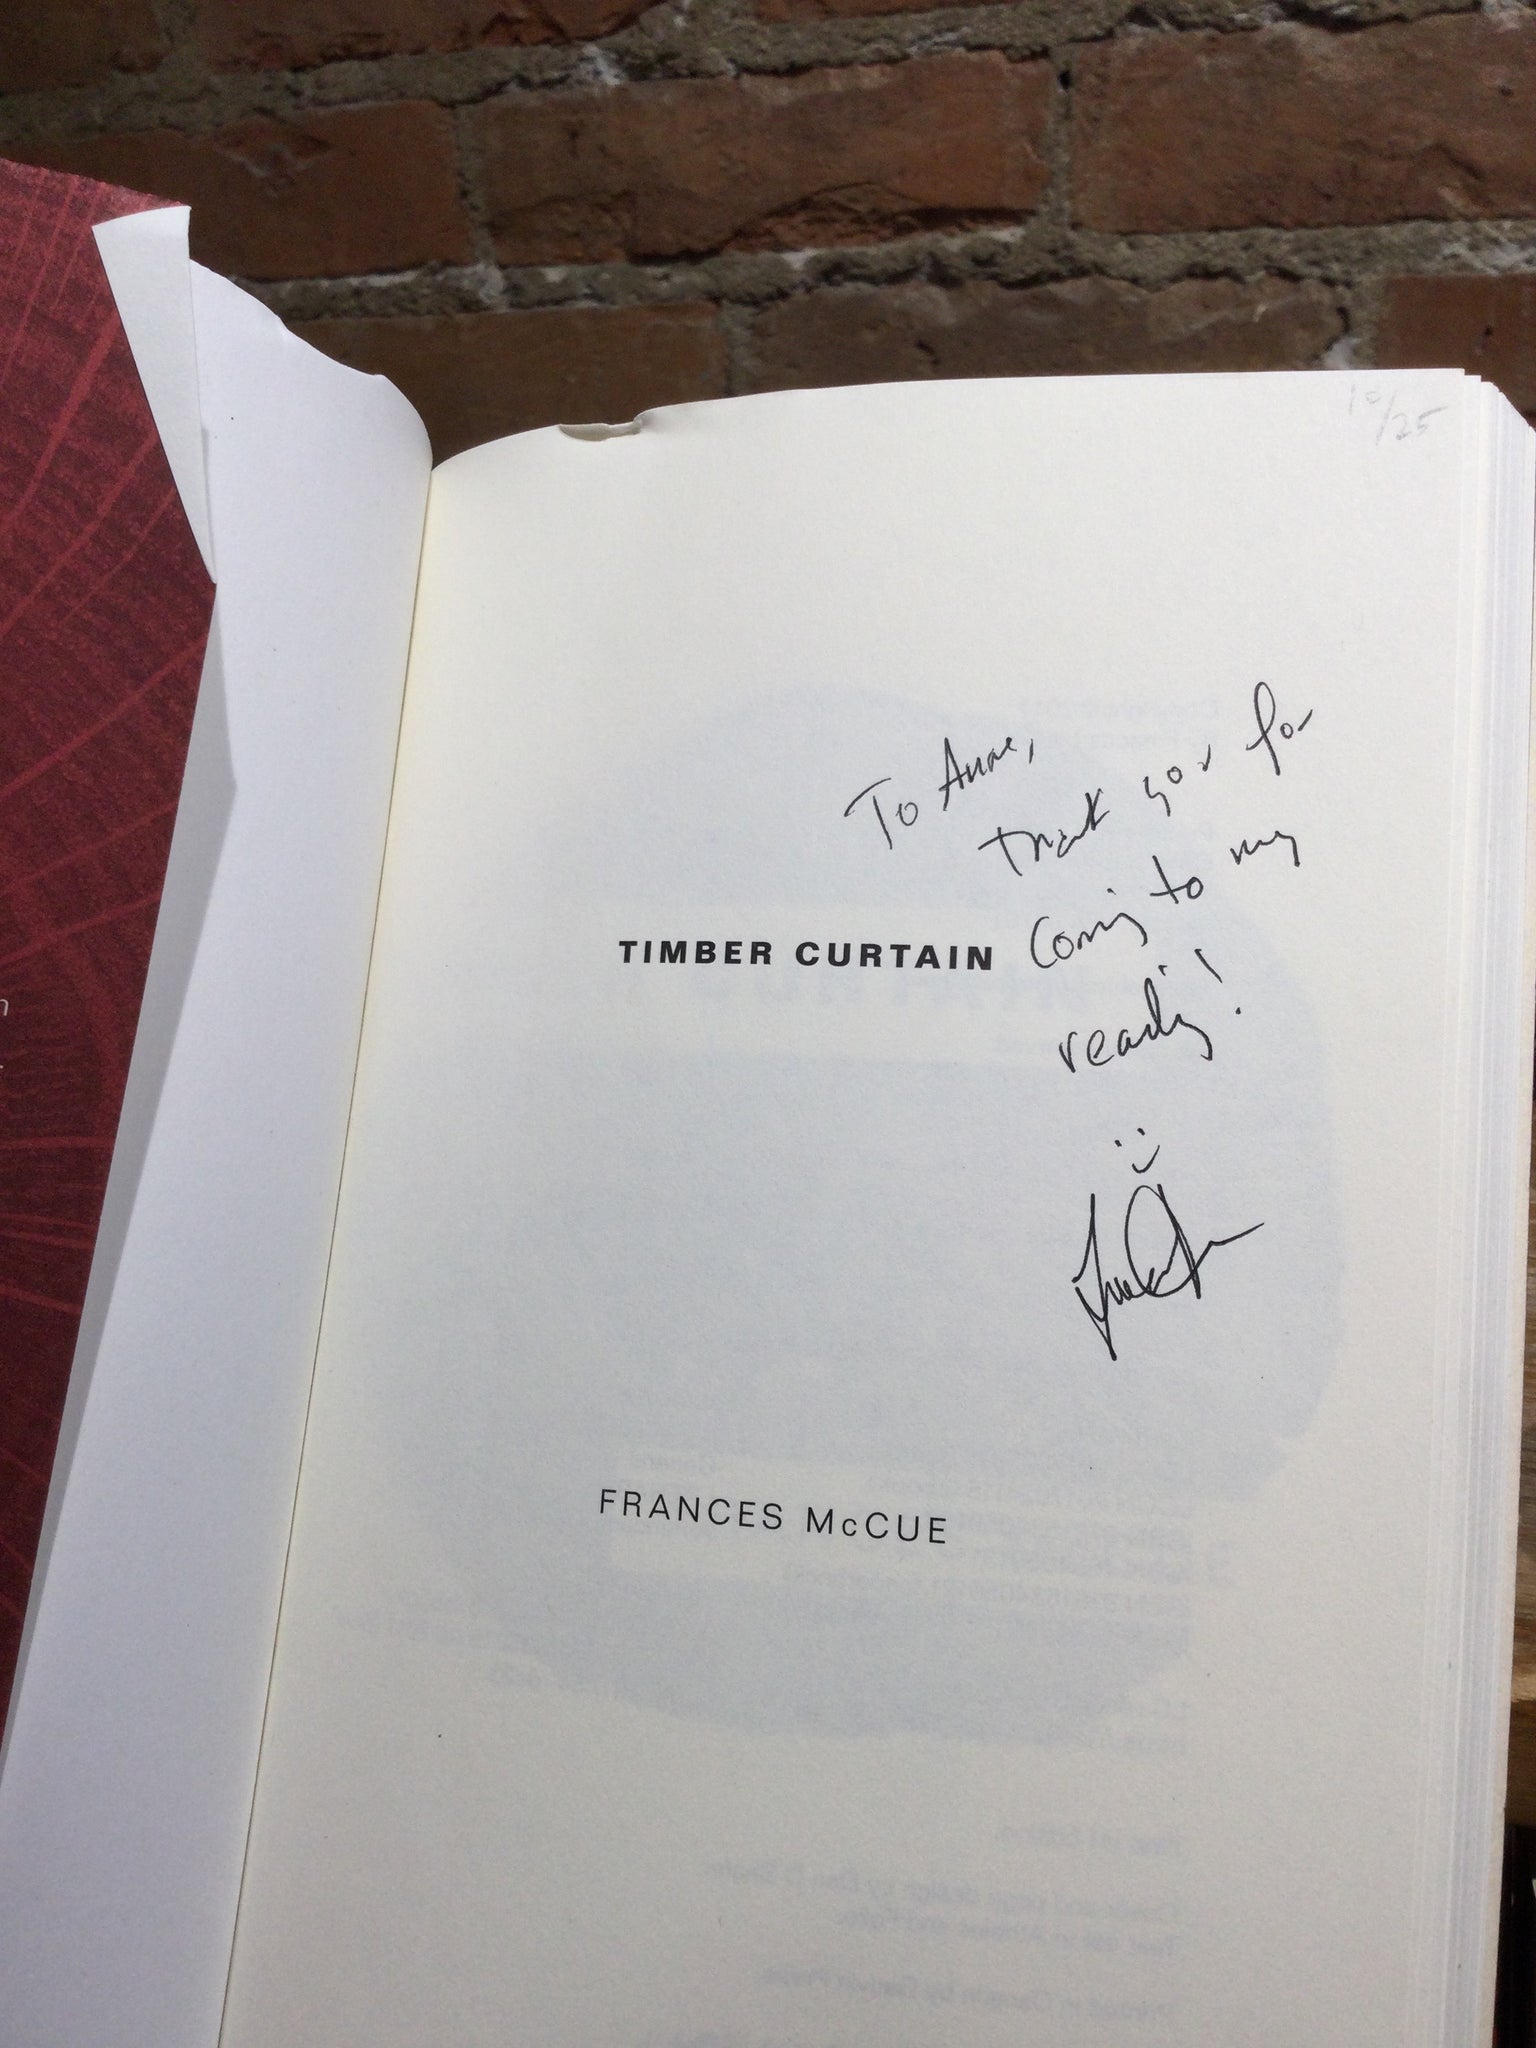 10/25
To Anne,
Thank you for
coming to my
reading!
:)
TIMBER CURTAIN
FRANCES McCUE